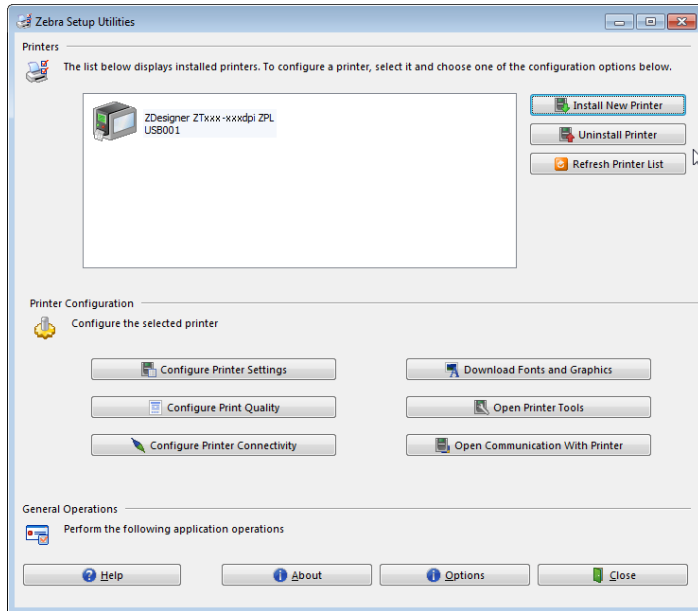 Zebra Setup Utilities
Printers
The list below displays installed printers. To configure a printer, select it and choose one of the configuration options below.
ZDesigner ZTxxx-xxxdpi ZPL
USB001
Install New Printer
Uninstall Printer
Refresh Printer List
Printer Configuration
Configure the selected printer
Configure Printer Settings
Download Fonts and Graphics
Configure Print Quality
Open Printer Tools
Configure Printer Connectivity
Open Communication With Printer
General Operations
Perform the following application operations
Help
About
Options
Close